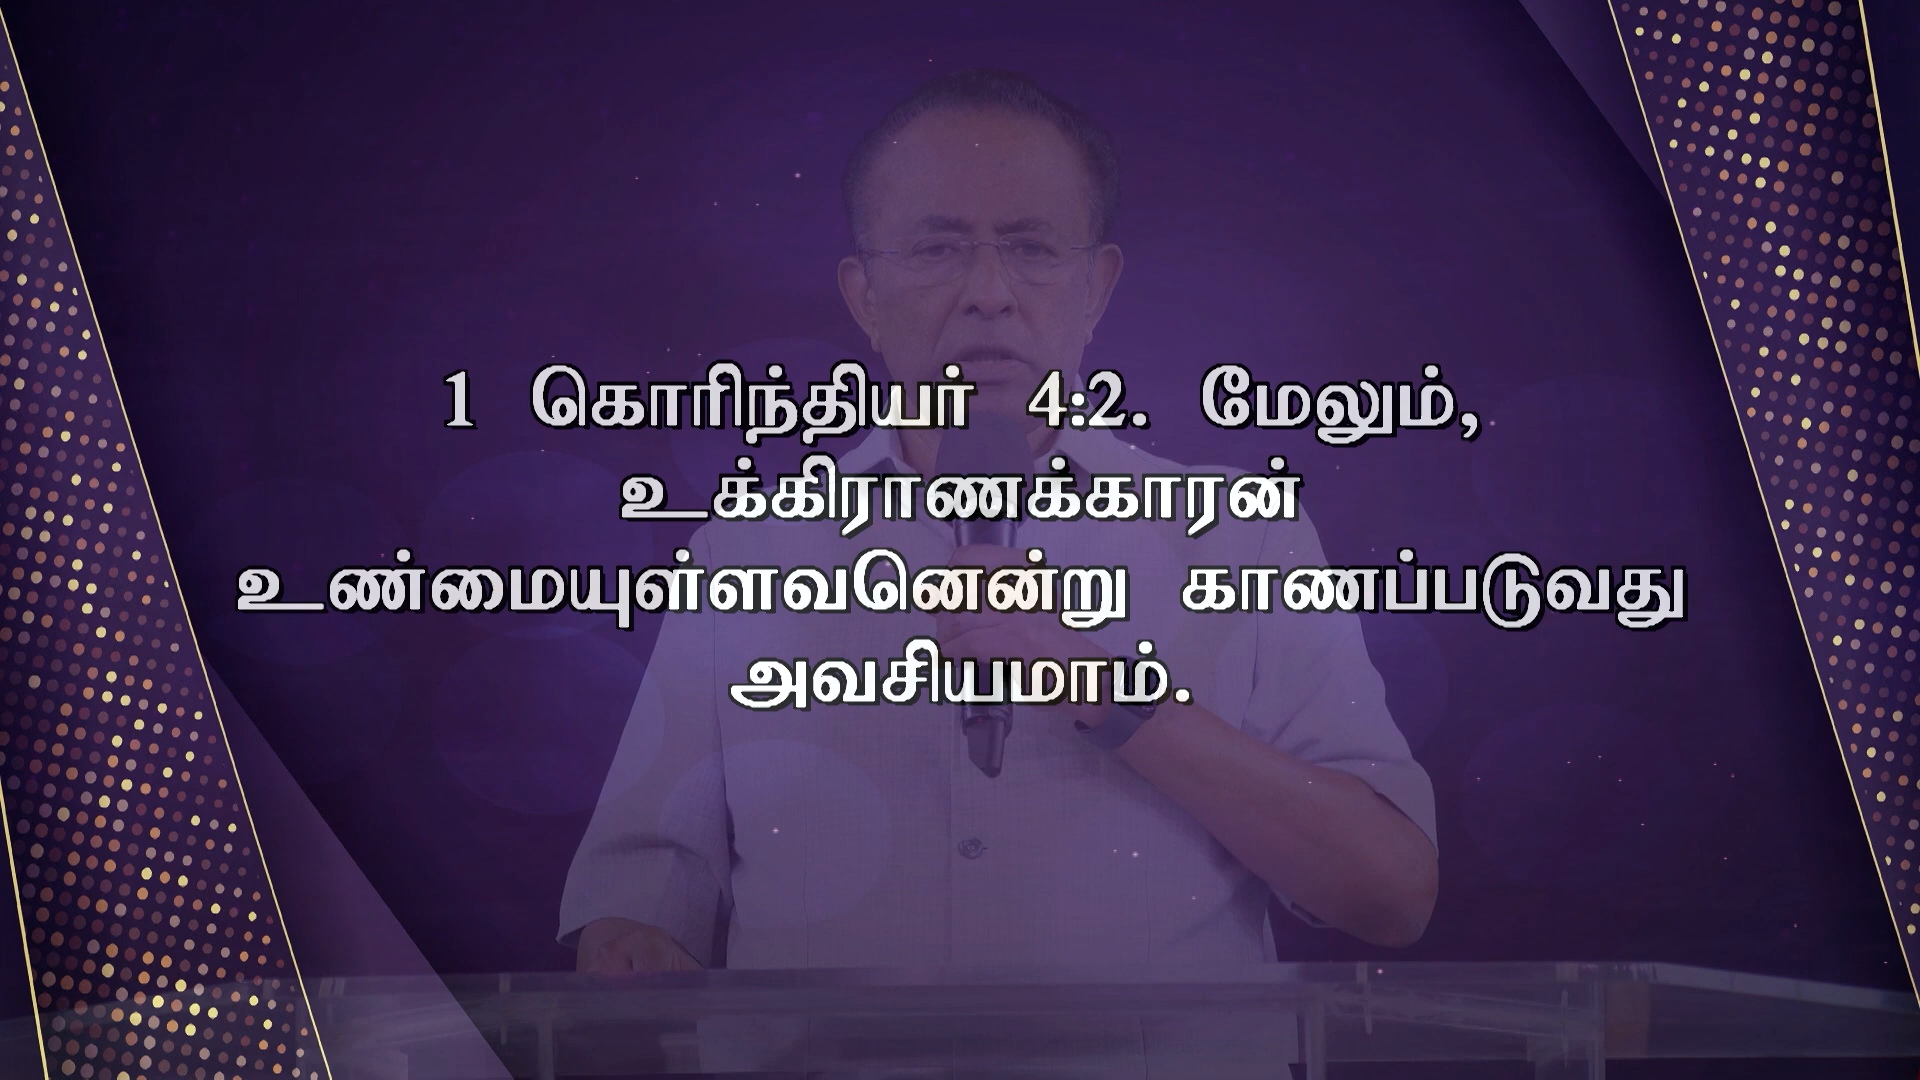 1 கொரிந்தியர் 4:2. மேலும்,
உக்கிராணக்காரன்
உண்மையுள்ளவனென்று காணப்படுவது
அவசியமாம்.